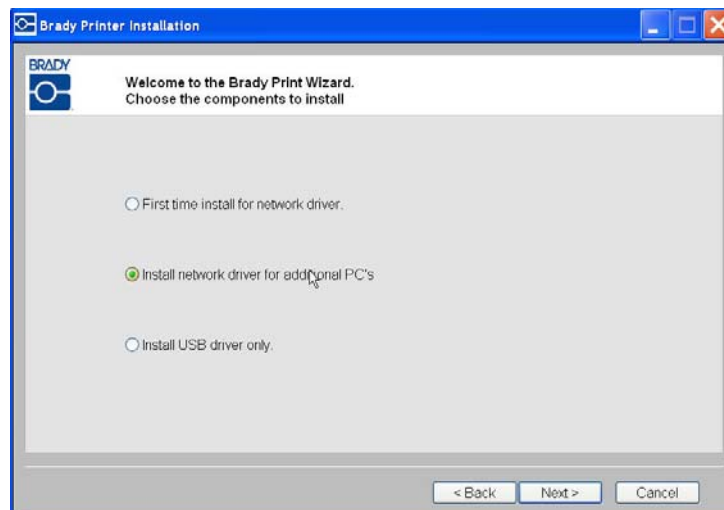 Brady Printer Installation
BRADY
Welcome to the Brady Print Wizard.
Choose the components to install
First time install for network driver.
Install network driver for additional PC's
Install USB driver only.
< Back
Next >
Cancel